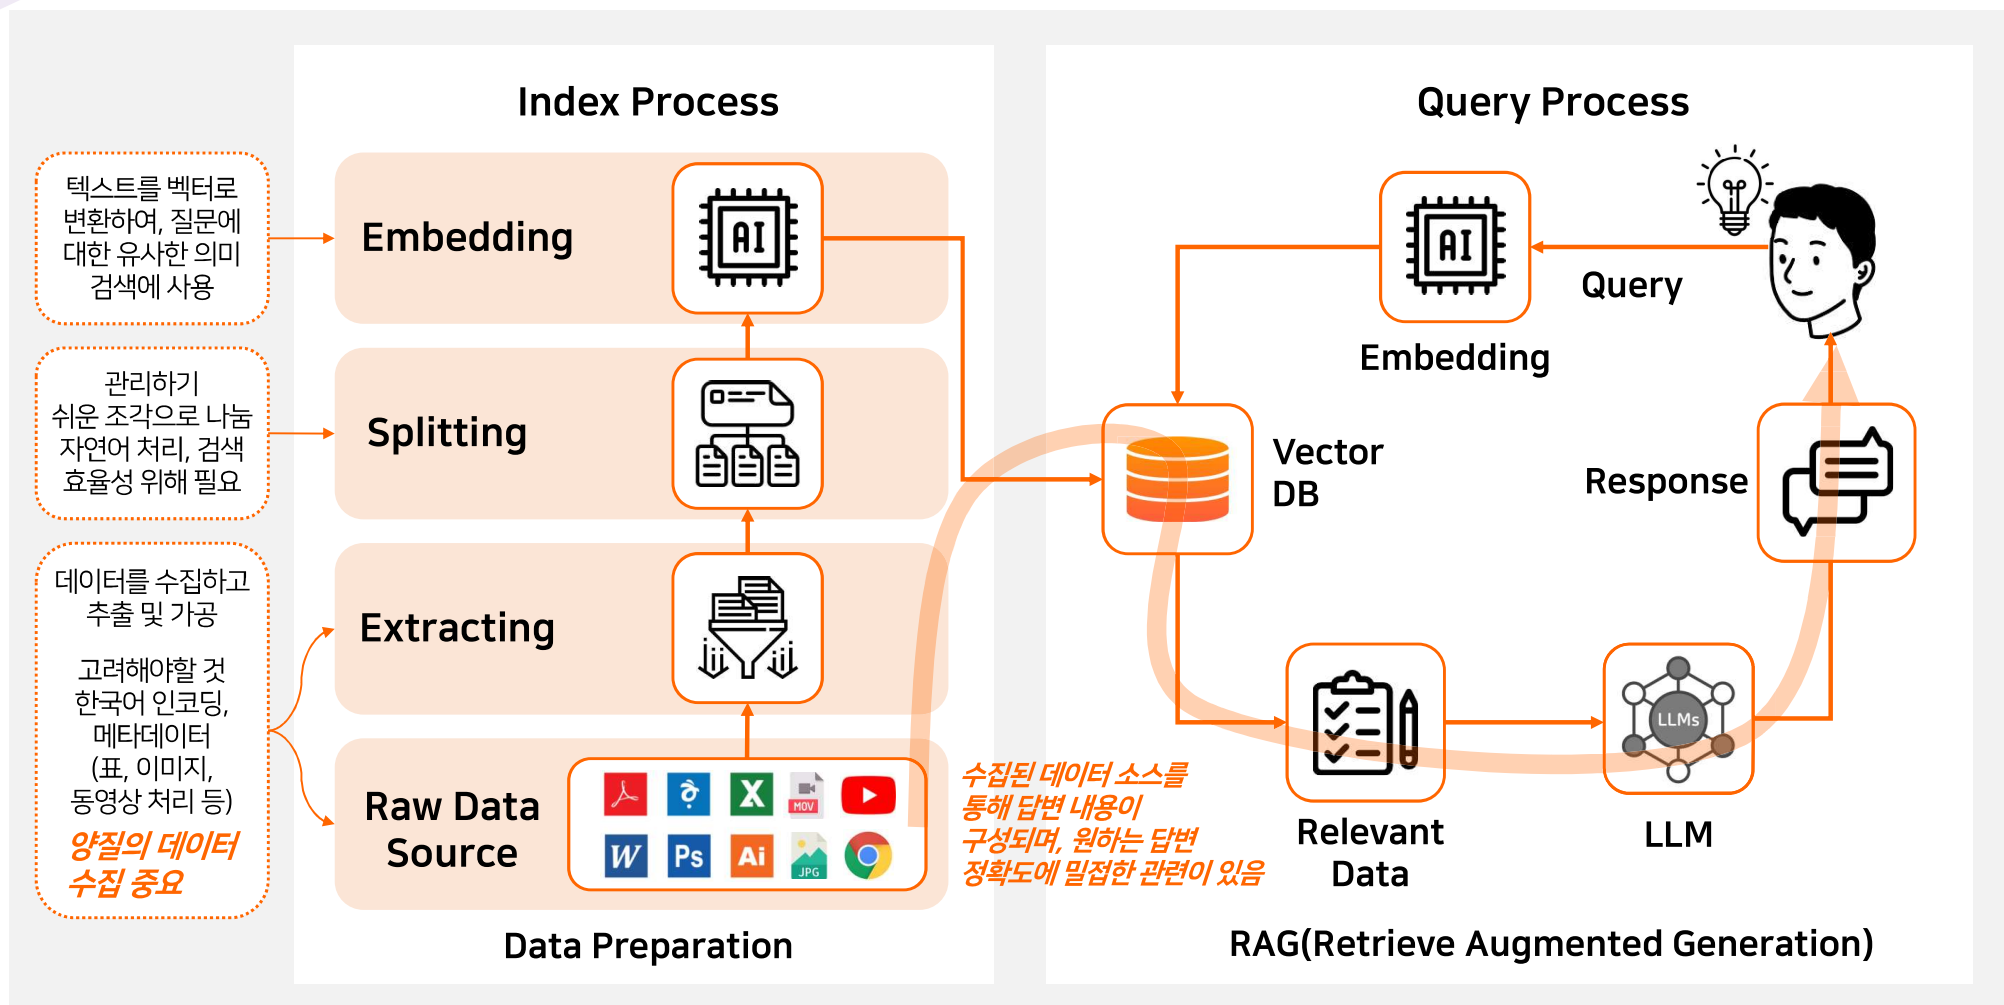 Index Process
텍스트를 벡터로
변환하여, 질문에
대한 유사한 의미
검색에 사용
Embedding
AI
관리하기
쉬운 조각으로 나눔
자연어 처리, 검색
효율성 위해 필요
Splitting
데이터를 수집하고
추출 및 가공
고려해야할 것
한국어 인코딩,
메타데이터
(표, 이미지,
동영상 처리 등)
양질의 데이터
수집 중요
Extracting
Raw Data
Source
X
MOV
W
Ps
Ai
JPG
Data Preparation
수집된 데이터 소스를
통해 답변 내용이
구성되며, 원하는 답변
정확도에 밀접한 관련이 있음
Query Process
AI
Query
Embedding
Vector
DB
Response
Relevant
Data
LLMs
LLM
RAG(Retrieve Augmented Generation)